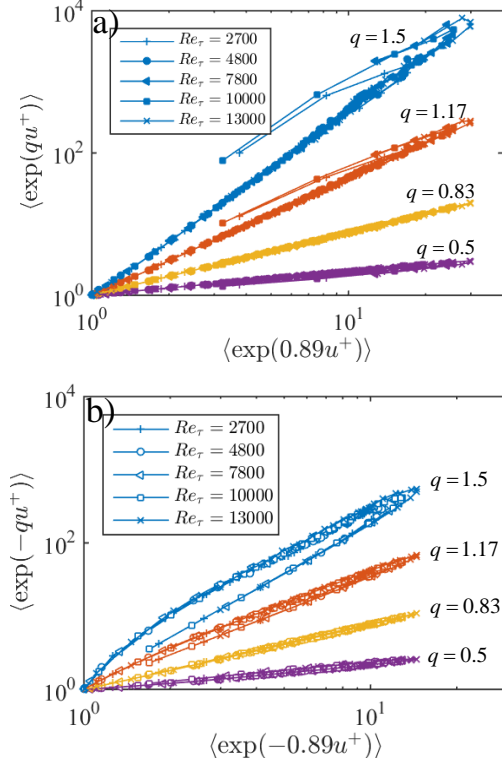 a)
10^4
Re_τ = 2700
Re_τ = 4800
Re_τ = 7800
Re_τ = 10000
Re_τ = 13000
q = 1.5
q = 1.17
q = 0.83
q = 0.5
⟨exp(qu^+)⟩
10^2
10^0
10^0
10^1
⟨exp(0.89u^+)⟩
b)
10^4
Re_τ = 2700
Re_τ = 4800
Re_τ = 7800
Re_τ = 10000
Re_τ = 13000
q = 1.5
q = 1.17
q = 0.83
q = 0.5
⟨exp(−qu^+)⟩
10^2
10^0
10^0
10^1
⟨exp(−0.89u^+)⟩